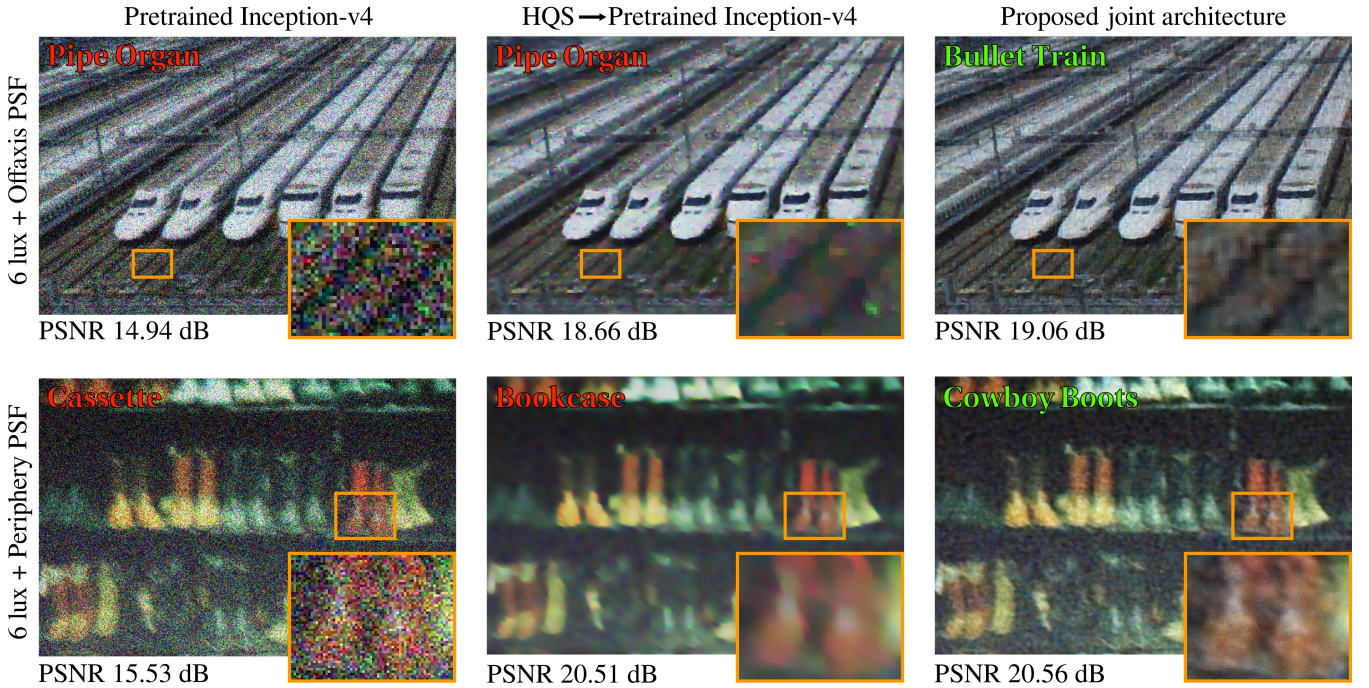 Pretrained Inception-v4
HQS → Pretrained Inception-v4
Proposed joint architecture
6 lux + Offaxis PSF
Pipe Organ
Pipe Organ
Bullet Train
PSNR 14.94 dB
PSNR 18.66 dB
PSNR 19.06 dB
6 lux + Periphery PSF
Cassette
Bookcase
Cowboy Boots
PSNR 15.53 dB
PSNR 20.51 dB
PSNR 20.56 dB